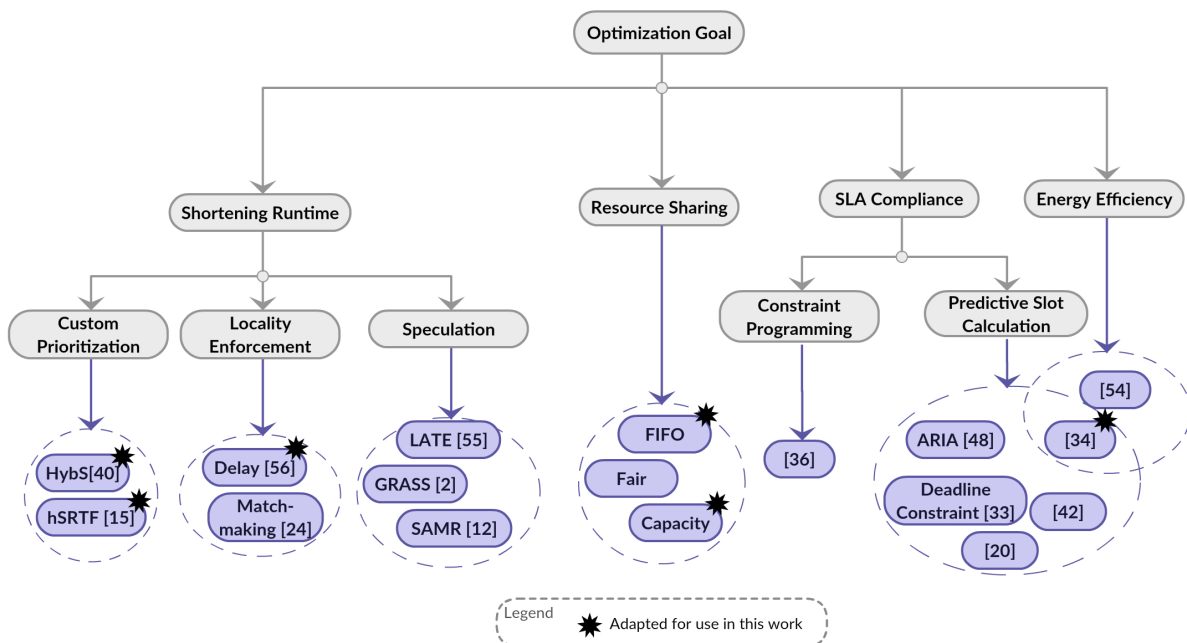 Optimization Goal
Shortening Runtime
Resource Sharing
SLA Compliance
Energy Efficiency
Custom
Prioritization
Locality
Enforcement
Speculation
Constraint
Programming
Predictive Slot
Calculation
HybS[40]
hSRTF [15]
Delay [56]
Match-
making [24]
LATE [55]
GRASS [2]
SAMR [12]
FIFO
Fair
Capacity
[36]
ARIA [48]
Deadline
Constraint [33]
[42]
[20]
[54]
[34]
Legend
Adapted for use in this work